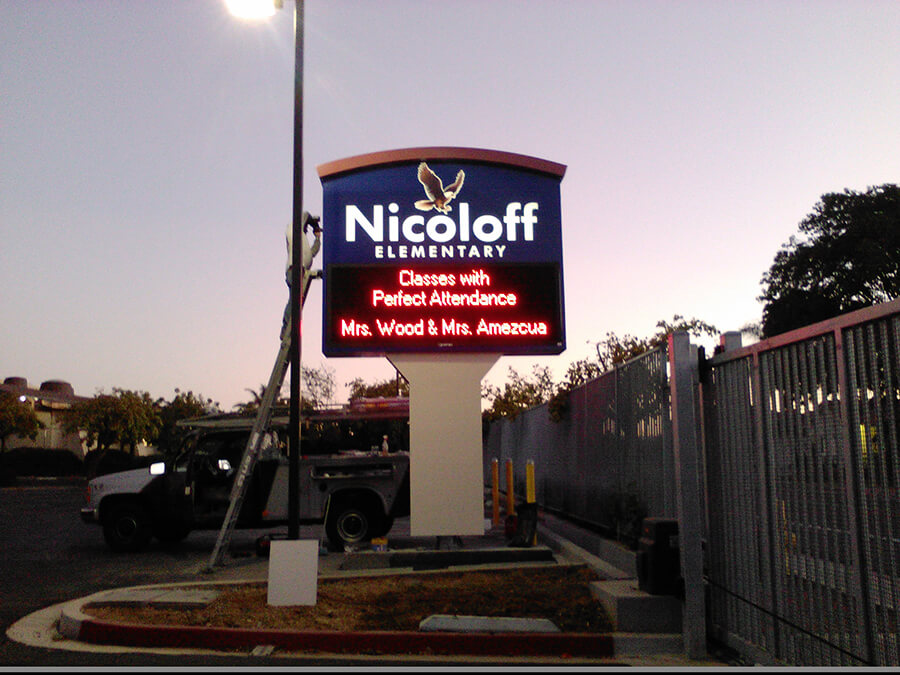 Nicoloff
ELEMENTARY
Classes with
Perfect Attendance
Mrs. Wood & Mrs. Amezcua